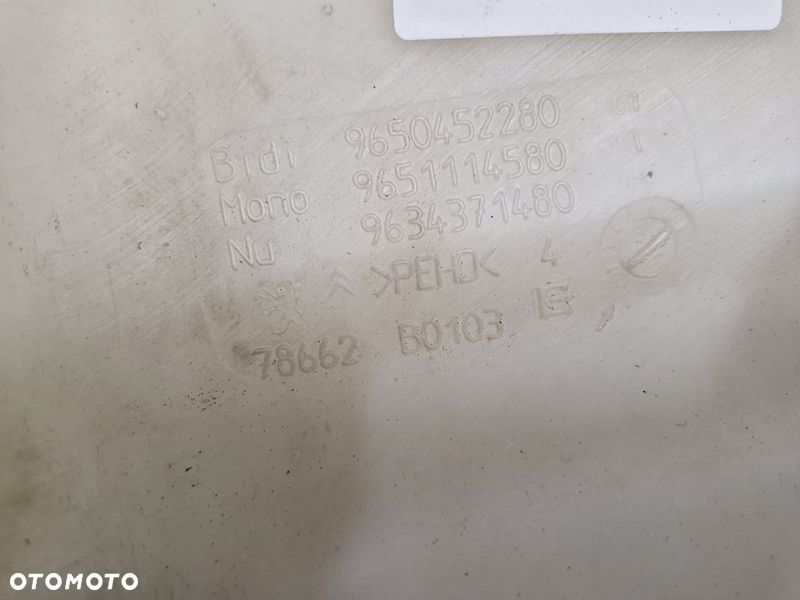 Bidi 9650452280
Mono 9651114580
Nu 9634371480
>PEHD< 4
78662 B0103
OTOMOTO